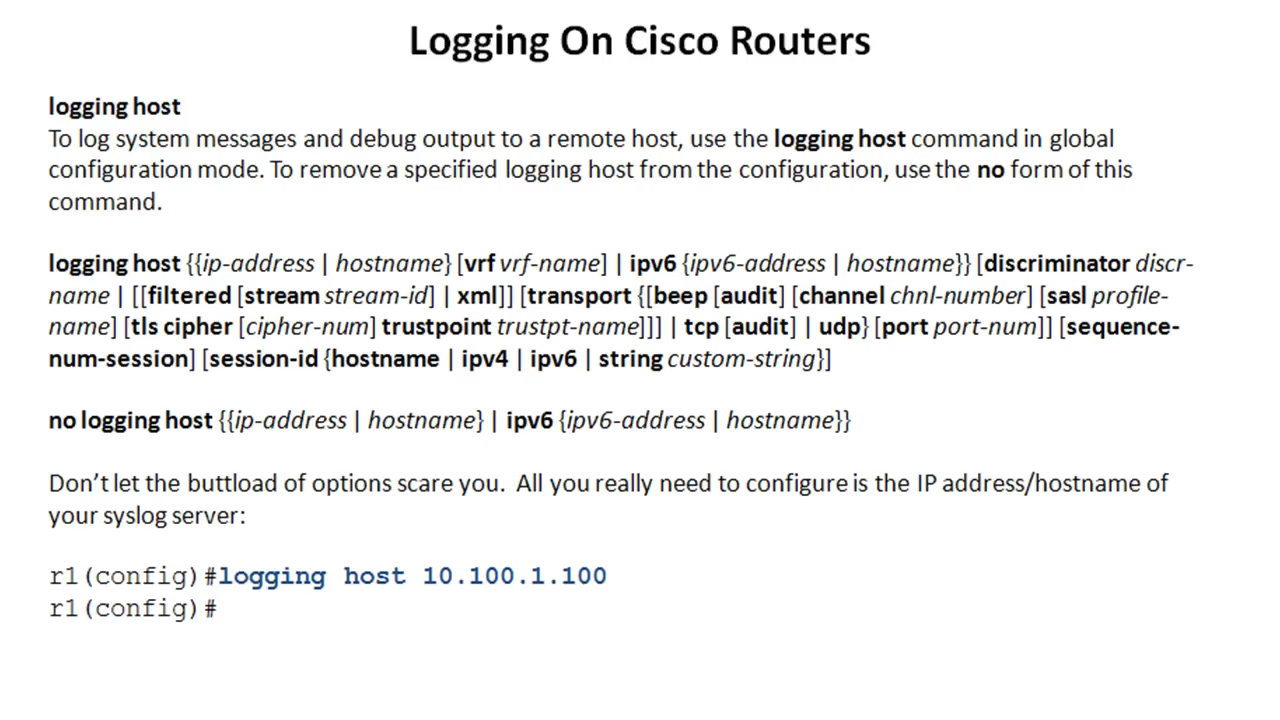 Logging On Cisco Routers
logging host
To log system messages and debug output to a remote host, use the logging host command in global
configuration mode. To remove a specified logging host from the configuration, use the no form of this
command.
logging host {{ip-address | hostname} [vrf vrf-name] | ipv6 {ipv6-address | hostname}} [discriminator discr-
name | [[filtered [stream stream-id] | xml]] [transport {[beep [audit] [channel chnl-number] [sasl profile-
name] [tls cipher [cipher-num] trustpoint trustpt-name]]] | tcp [audit] | udp} [port port-num]] [sequence-
num-session] [session-id {hostname | ipv4 | ipv6 | string custom-string}]
no logging host {{ip-address | hostname} | ipv6 {ipv6-address | hostname}}
Don’t let the buttload of options scare you.  All you really need to configure is the IP address/hostname of
your syslog server:
r1(config)#logging host 10.100.1.100
r1(config)#